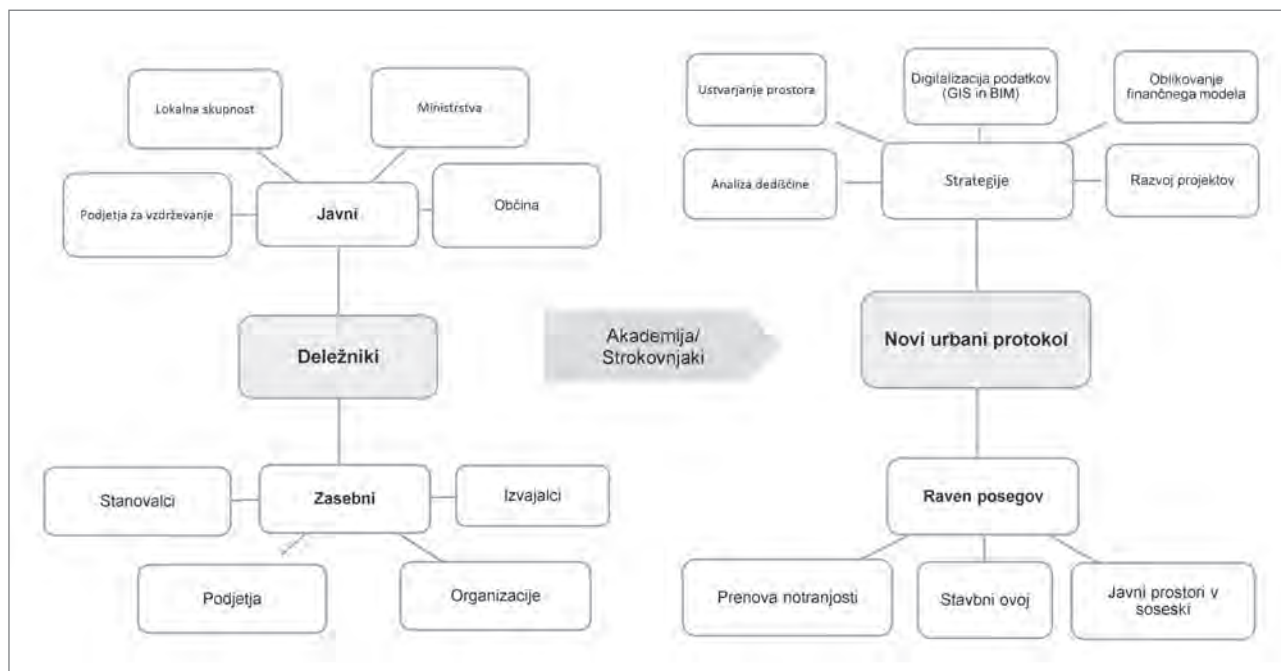 Lokalna skupnost
Ministrstva
Podjetja za vzdrževanje
Javni
Občina
Deležniki
Stanovalci
Zasebni
Izvajalci
Podjetja
Organizacije
Akademija/
Strokovnjaki
Ustvarjanje prostora
Digitalizacija podatkov
(GIS in BIM)
Oblikovanje
finančnega modela
Analiza dediščine
Strategije
Razvoj projektov
Novi urbani protokol
Raven posegov
Prenova notranjosti
Stavbni ovoj
Javni prostori v
soseski